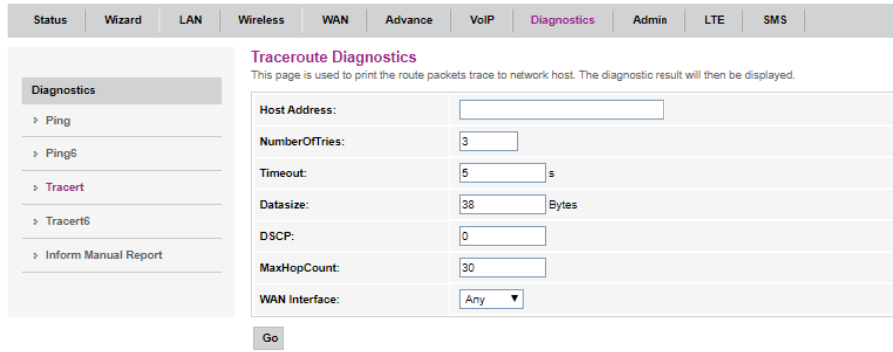 Status Wizard LAN Wireless WAN Advance VoIP Diagnostics Admin LTE SMS
Diagnostics
Ping
Ping6
Tracert
Tracert6
Inform Manual Report
Traceroute Diagnostics
This page is used to print the route packets trace to network host. The diagnostic result will then be displayed.
Host Address:
NumberOfTries: 3
Timeout: 5 s
Datasize: 38 Bytes
DSCP: 0
MaxHopCount: 30
WAN Interface: Any
Go